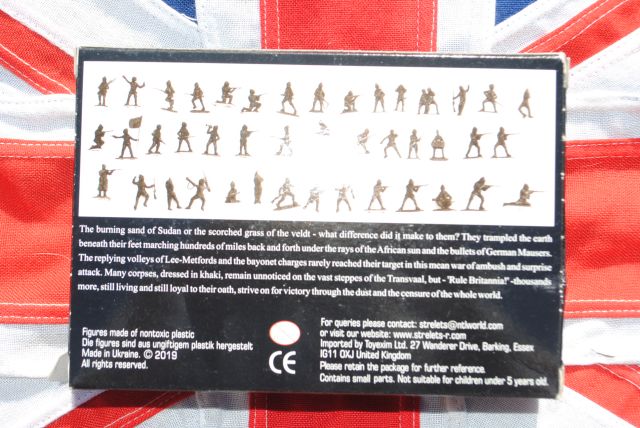 The burning sand of Sudan or the scorched grass of the veldt - what difference did it make to them? They trampled the earth
beneath their feet marching hundreds of miles back and forth under the rays of the African sun and the bullets of German Mausers.
The replying volleys of Lee-Metfords and the bayonet charges rarely reached their target in this mean war of ambush and surprise
attack. Many corpses, dressed in khaki, remain unnoticed on the vast steppes of the Transvaal, but - 'Rule Britannia!' -thousands
more, still living and still loyal to their oath, strive on for victory through the dust and the censure of the whole world.
Figures made of nontoxic plastic
Die figuren sind aus ungiftigem plastik hergestellt
Made in Ukraine. © 2019
All rights reserved.
CE
For queries please contact: strelets@ntlworld.com
or visit our website: www.strelets-r.com
Imported by Toyexim Ltd. 27 Wanderer Drive, Barking, Essex
IG11 0XJ United Kingdom
Please retain the package for further reference.
Contains small parts. Not suitable for children under 5 years old.